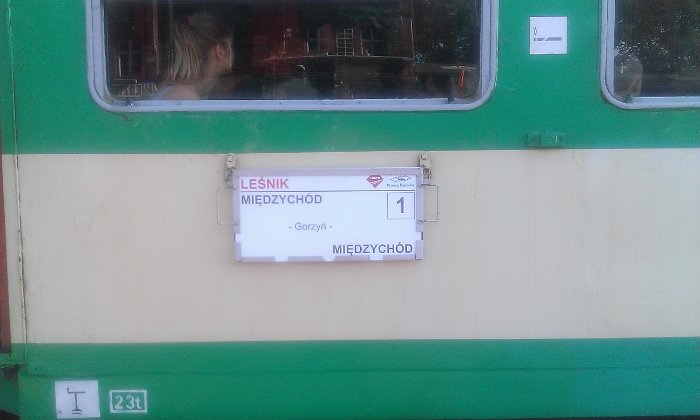 LEŚNIK
MIĘDZYCHÓD
1
- Gorzyń -
MIĘDZYCHÓD
23t